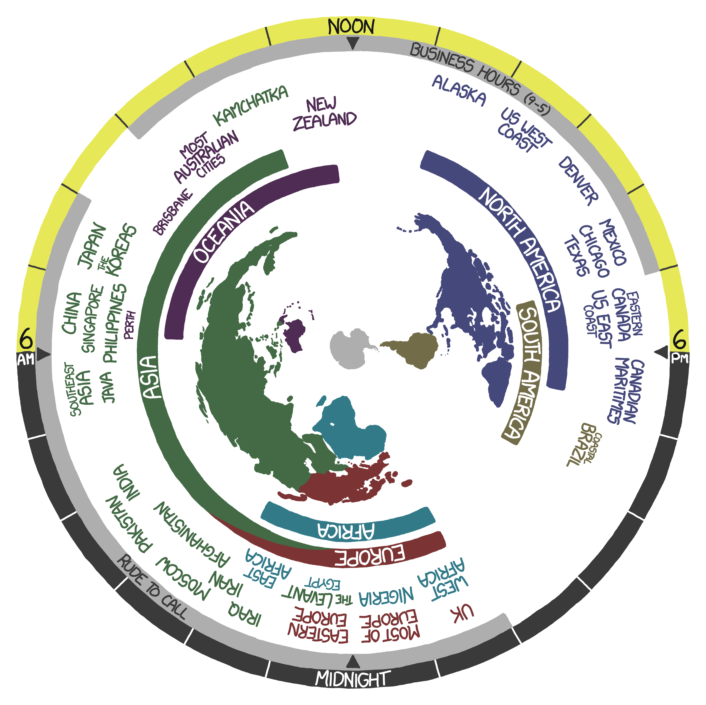 NOON
BUSINESS HOURS (9-5)
KAMCHATKA
NEW
ZEALAND
ALASKA
US WEST
COAST
MOST
AUSTRALIAN
CITIES
BRISBANE
DENVER
OCEANIA
NORTH AMERICA
JAPAN
THE
KOREAS
MEXICO
CHICAGO
TEXAS
CHINA
SINGAPORE
PHILIPPINES
PERTH
EASTERN
CANADA
US EAST
COAST
6
AM
6
PM
SOUTH AMERICA
ASIA
SOUTHEAST
ASIA
JAVA
CANADIAN
MARITIMES
COASTAL
BRAZIL
INDIA
PAKISTAN
AFGHANISTAN
AFRICA
EUROPE
RUDE TO CALL
MOSCOW
IRAN
IRAQ
EAST
AFRICA
EGYPT
THE LEVANT
EASTERN
EUROPE
NIGERIA
MOST OF
EUROPE
WEST
AFRICA
UK
MIDNIGHT